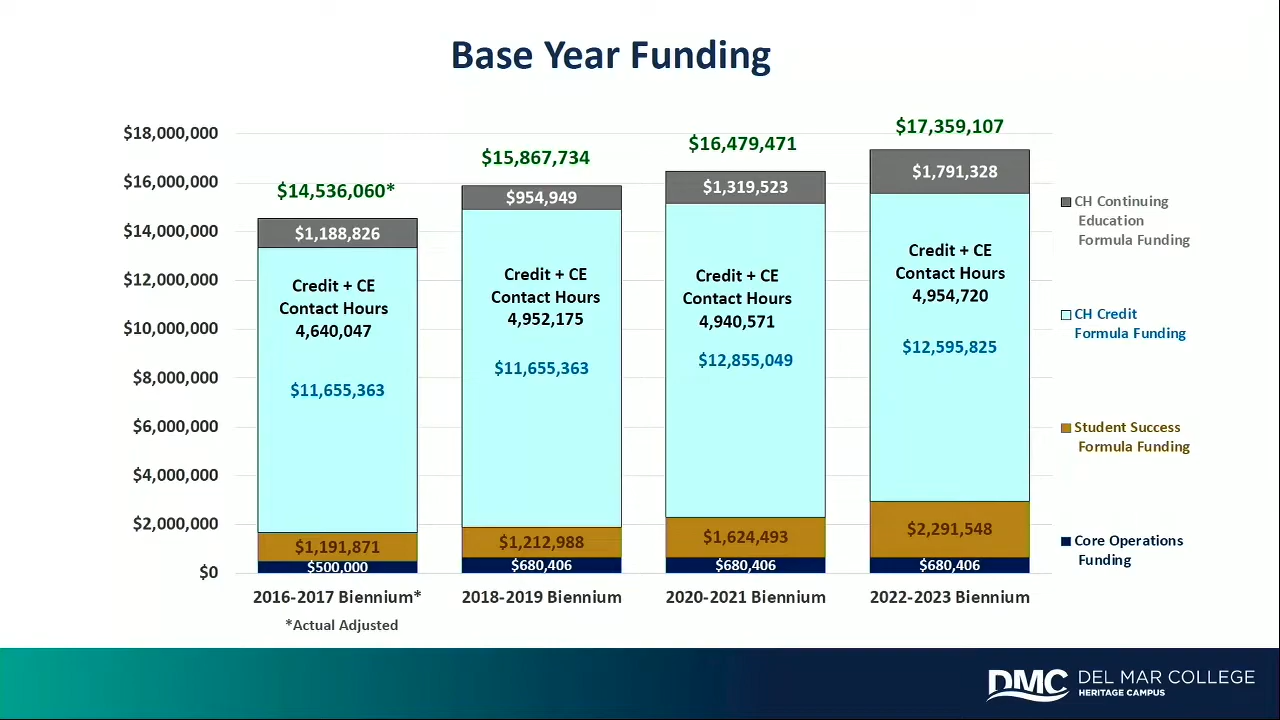 Base Year Funding
$18,000,000
$16,000,000
$14,000,000
$12,000,000
$10,000,000
$8,000,000
$6,000,000
$4,000,000
$2,000,000
$0
$14,536,060*
$1,188,826
Credit + CE
Contact Hours
4,640,047
$11,655,363
$1,191,871
$500,000
2016-2017 Biennium*
*Actual Adjusted
$15,867,734
$954,949
Credit + CE
Contact Hours
4,952,175
$11,655,363
$1,212,988
$680,406
2018-2019 Biennium
$16,479,471
$1,319,523
Credit + CE
Contact Hours
4,940,571
$12,855,049
$1,624,493
$680,406
2020-2021 Biennium
$17,359,107
$1,791,328
Credit + CE
Contact Hours
4,954,720
$12,595,825
$2,291,548
$680,406
2022-2023 Biennium
CH Continuing
Education
Formula Funding
CH Credit
Formula Funding
Student Success
Formula Funding
Core Operations
Funding
DMC DEL MAR COLLEGE
HERITAGE CAMPUS